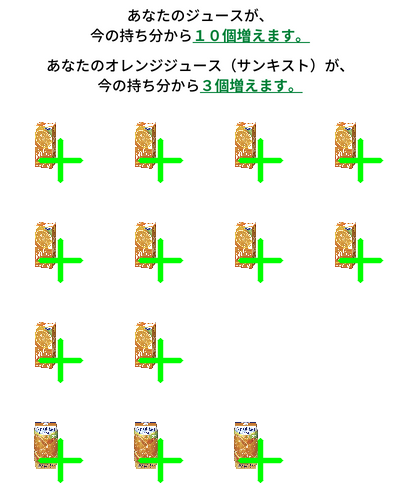 あなたのジュースが、
今の持ち分から１０個増えます。
あなたのオレンジジュース（サンキスト）が、
今の持ち分から３個増えます。